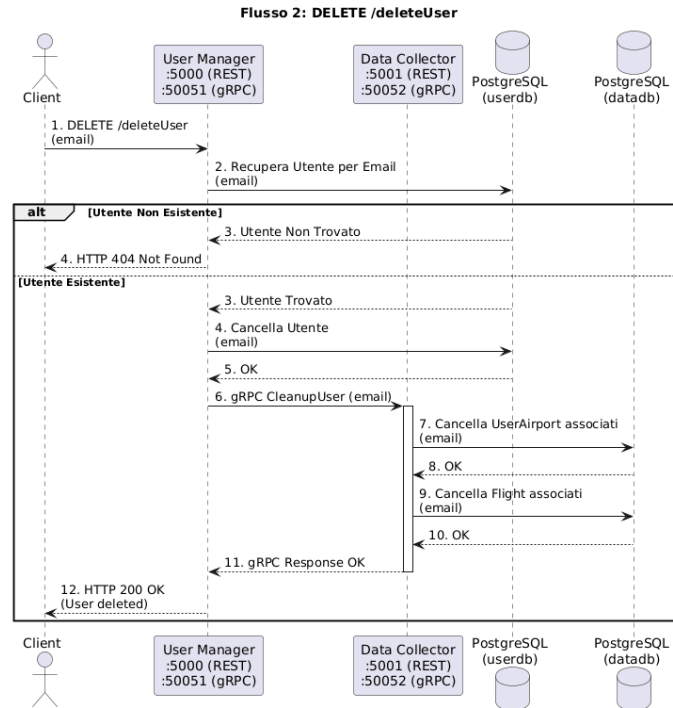 Flusso 2: DELETE /deleteUser
Client
User Manager
:5000 (REST)
:50051 (gRPC)
Data Collector
:5001 (REST)
:50052 (gRPC)
PostgreSQL
(userdb)
PostgreSQL
(datadb)
1. DELETE /deleteUser
(email)
2. Recupera Utente per Email
(email)
alt
[Utente Non Esistente]
3. Utente Non Trovato
4. HTTP 404 Not Found
[Utente Esistente]
3. Utente Trovato
4. Cancella Utente
(email)
5. OK
6. gRPC CleanupUser (email)
7. Cancella UserAirport associati
(email)
8. OK
9. Cancella Flight associati
(email)
10. OK
11. gRPC Response OK
12. HTTP 200 OK
(User deleted)
Client
User Manager
:5000 (REST)
:50051 (gRPC)
Data Collector
:5001 (REST)
:50052 (gRPC)
PostgreSQL
(userdb)
PostgreSQL
(datadb)